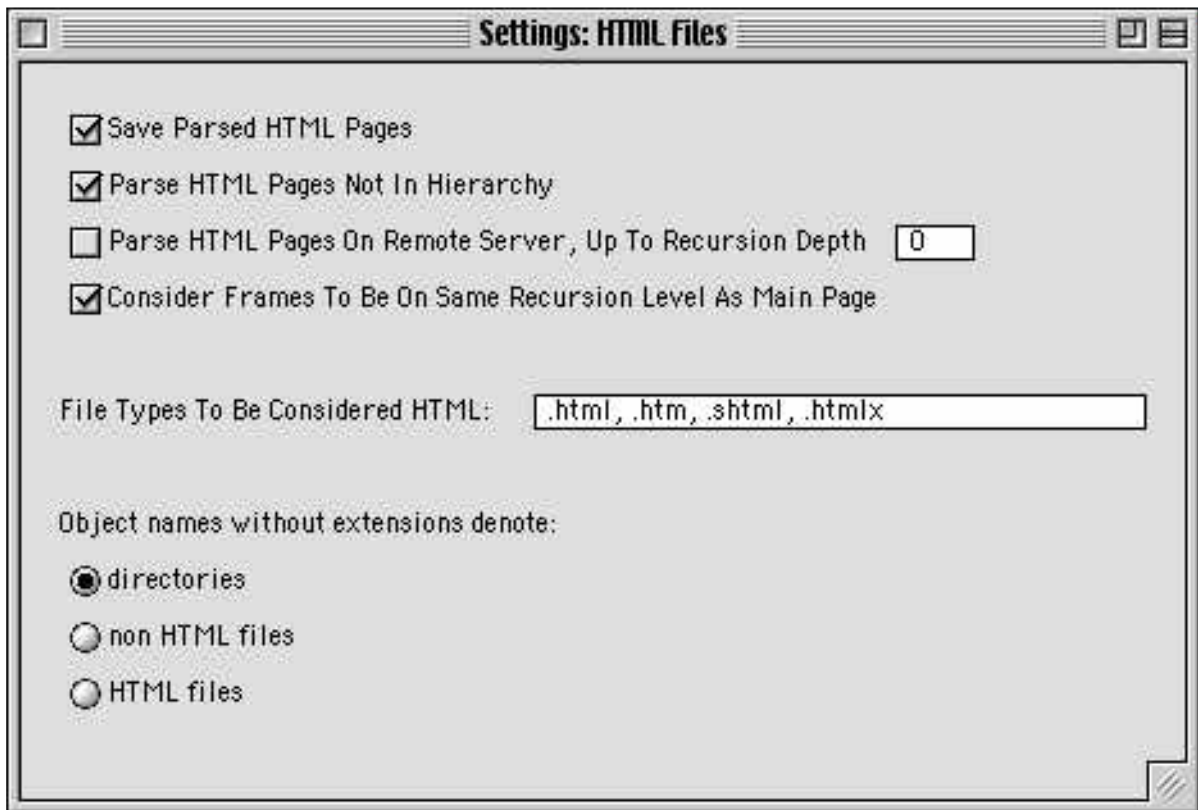 Settings: HTML Files
Save Parsed HTML Pages
Parse HTML Pages Not In Hierarchy
Parse HTML Pages On Remote Server, Up To Recursion Depth 0
Consider Frames To Be On Same Recursion Level As Main Page
File Types To Be Considered HTML: .html, .htm, .shtml, .htmlx
Object names without extensions denote:
directories
non HTML files
HTML files